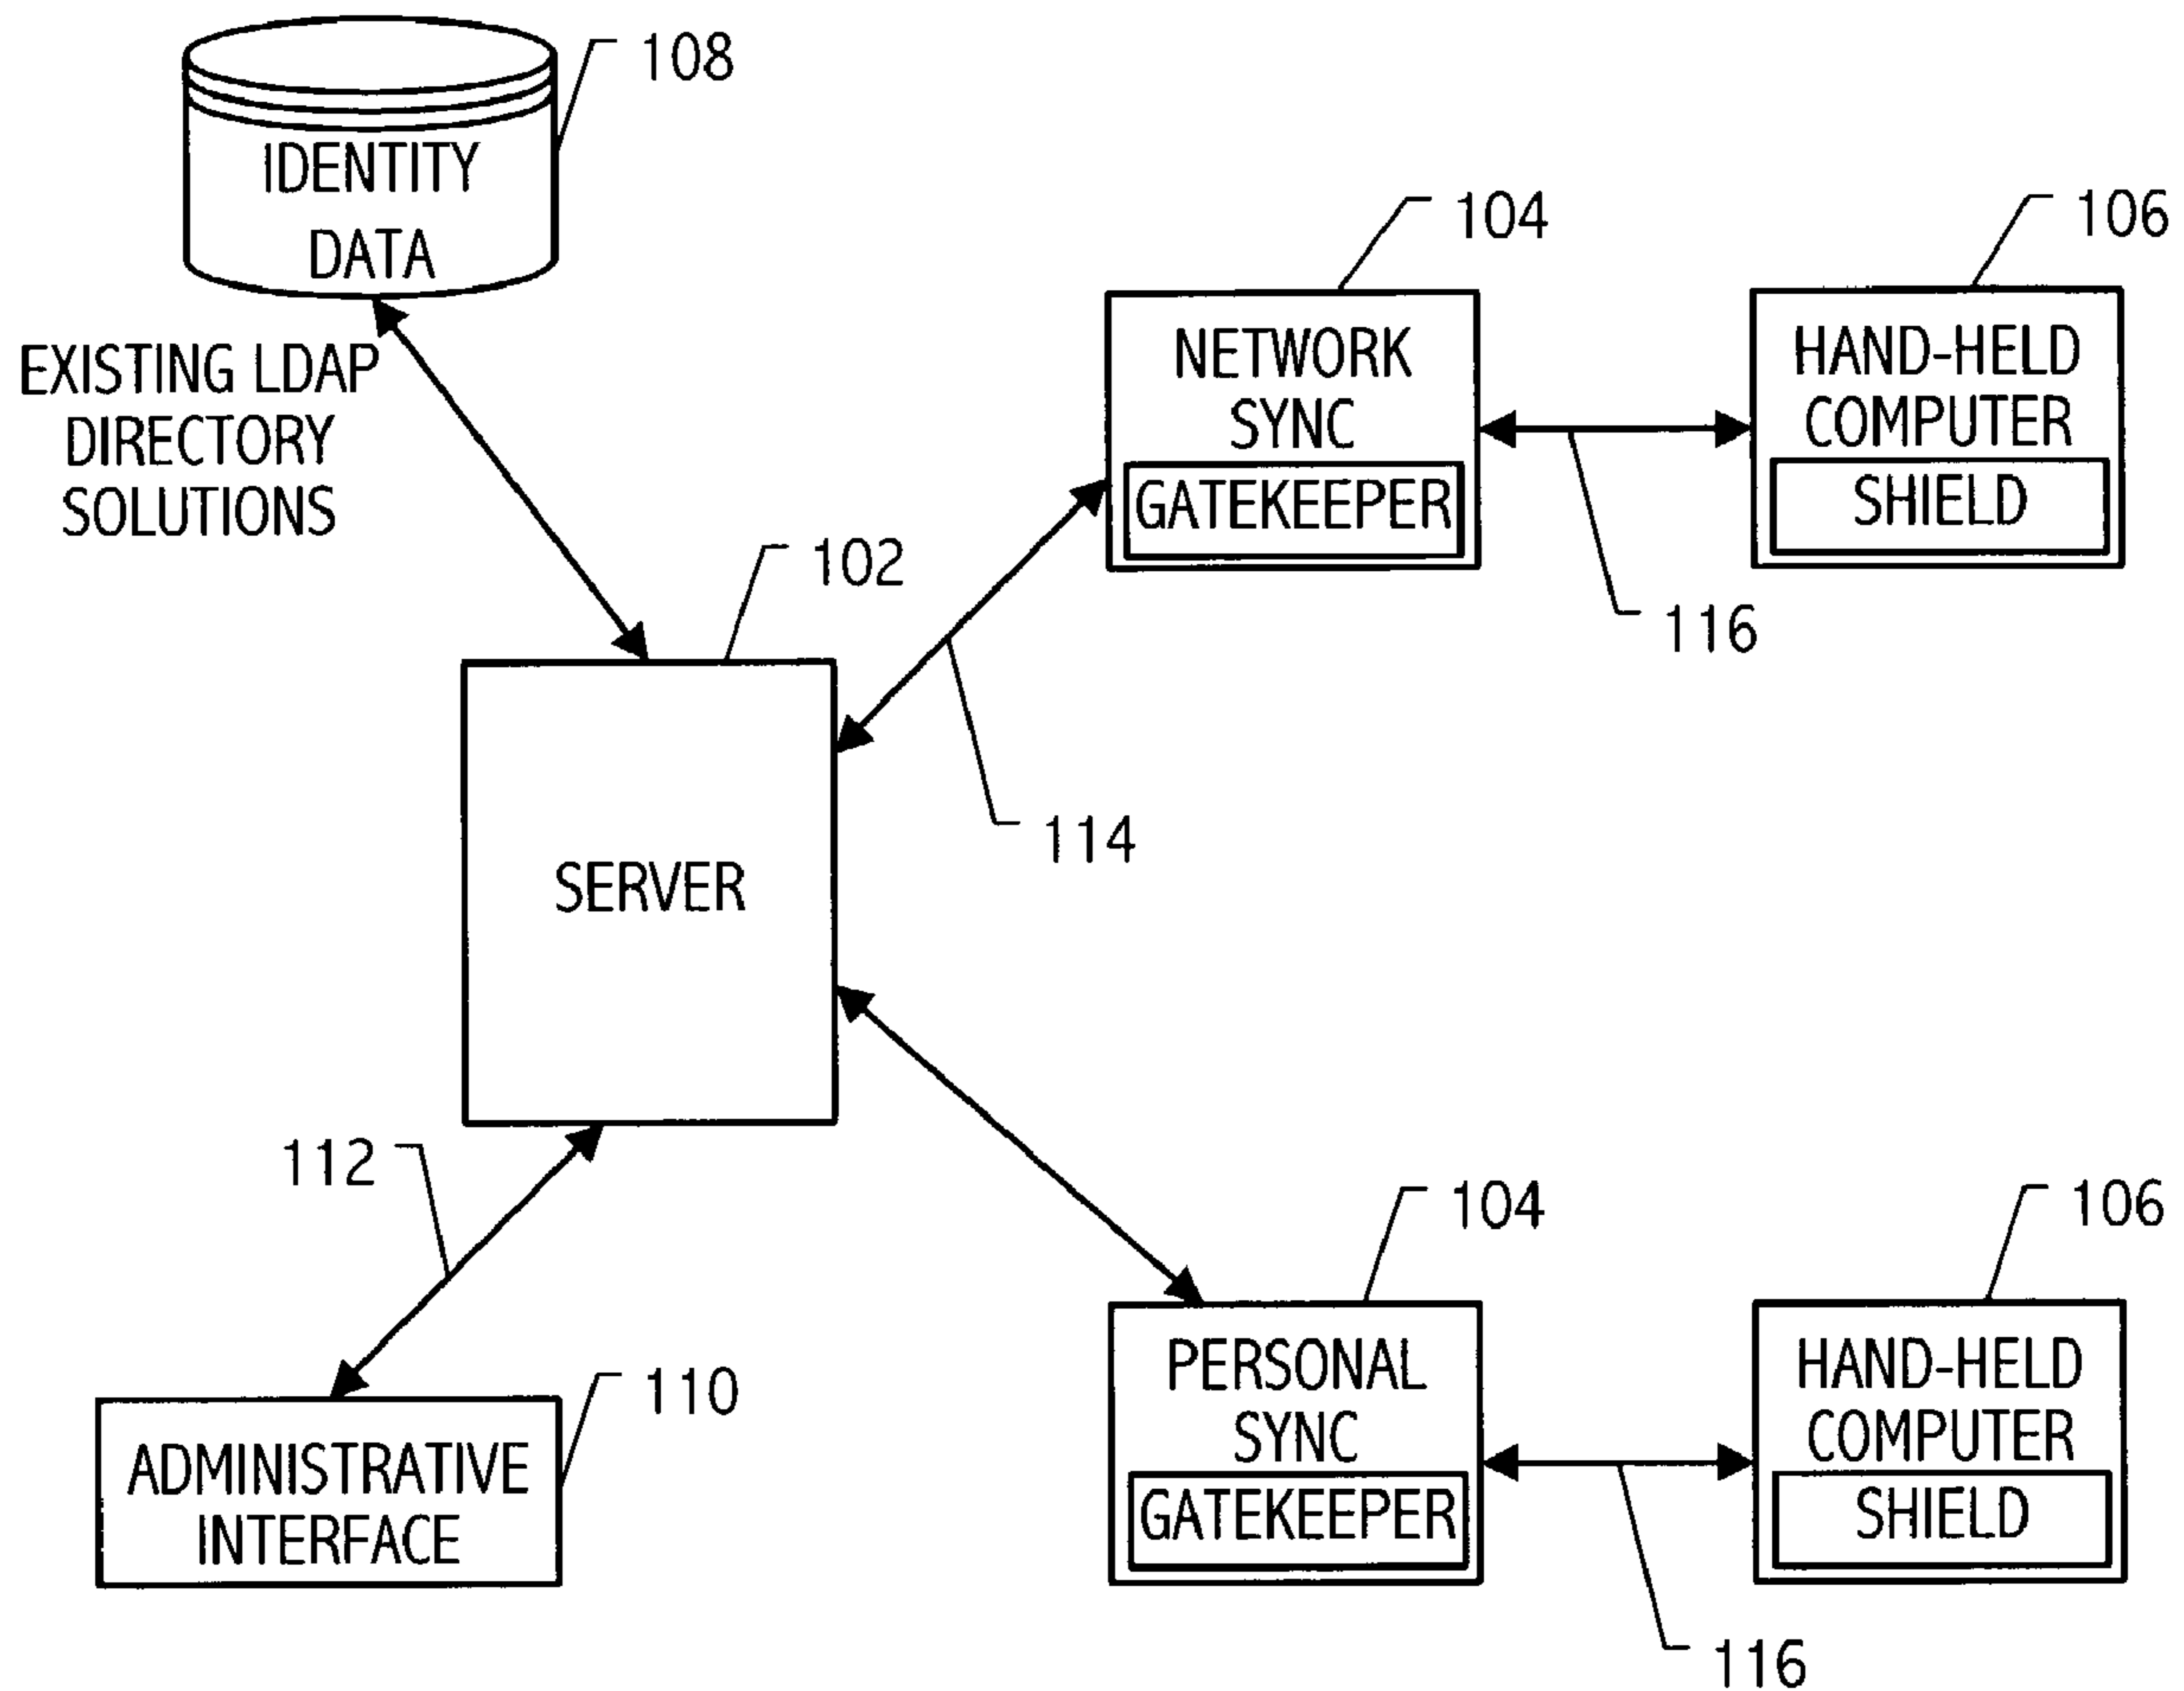 108
IDENTITY
DATA
EXISTING LDAP
DIRECTORY
SOLUTIONS
104
NETWORK
SYNC
GATEKEEPER
106
HAND-HELD
COMPUTER
SHIELD
116
102
SERVER
114
112
110
ADMINISTRATIVE
INTERFACE
104
PERSONAL
SYNC
GATEKEEPER
106
HAND-HELD
COMPUTER
SHIELD
116